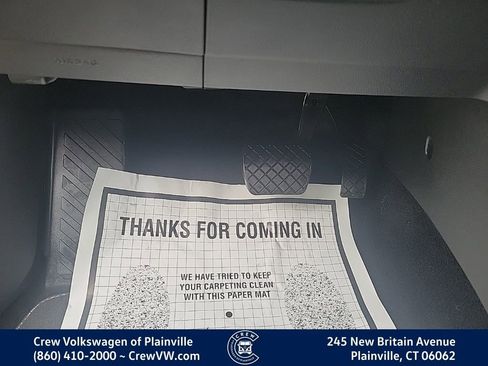 AIRBAG
THANKS FOR COMING IN
WE HAVE TRIED TO KEEP
YOUR CARPETING CLEAN
WITH THIS PAPER MAT
Crew Volkswagen of Plainville
(860) 410-2000 ~ CrewVW.com
CREW
245 New Britain Avenue
Plainville, CT 06062